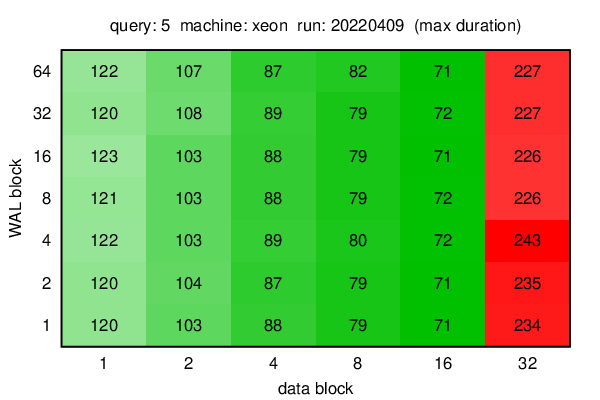 query: 5  machine: xeon  run: 20220409  (max duration)
64 122 107 87 82 71 227
32 120 108 89 79 72 227
16 123 103 88 79 71 226
8 121 103 88 79 72 226
4 122 103 89 80 72 243
2 120 104 87 79 71 235
1 120 103 88 79 71 234
WAL block
1 2 4 8 16 32
data block